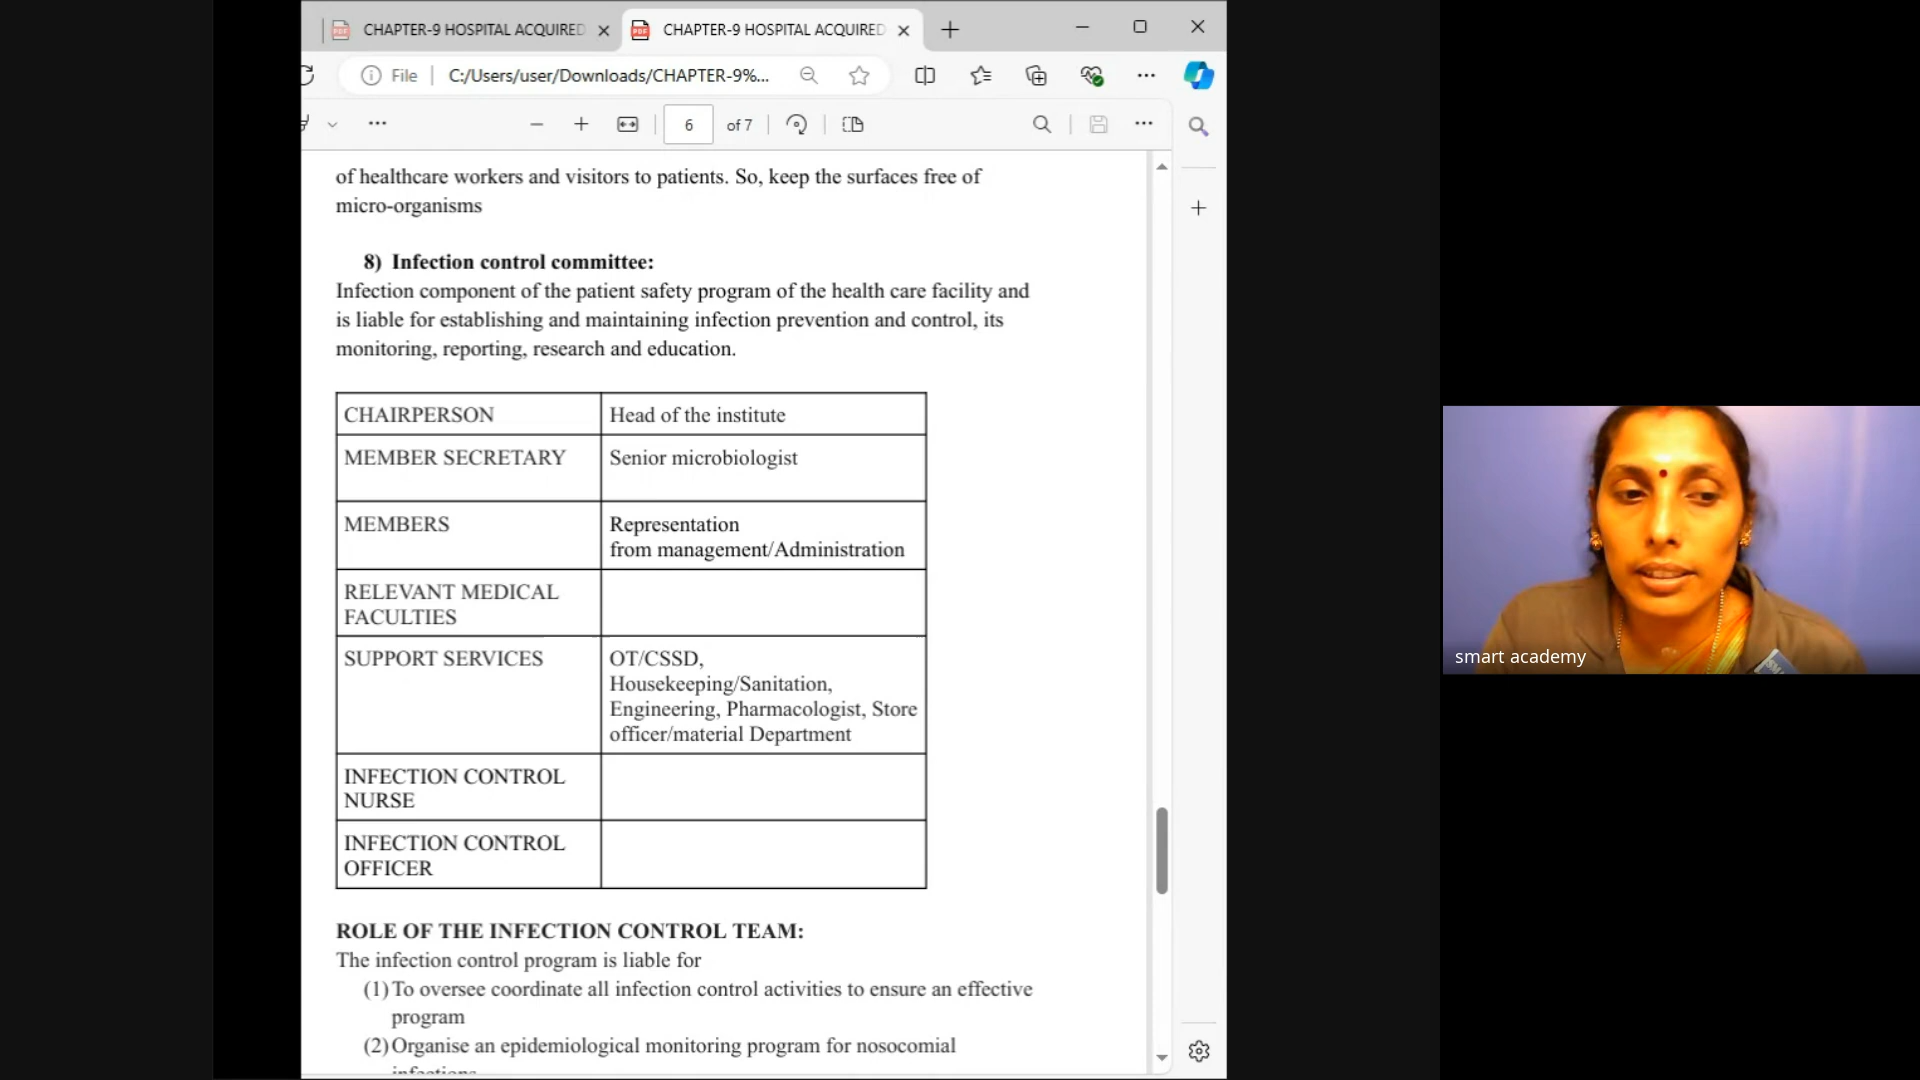 CHAPTER-9 HOSPITAL ACQUIRED
CHAPTER-9 HOSPITAL ACQUIRED
File
C:/Users/user/Downloads/CHAPTER-9%...
6
of 7
of healthcare workers and visitors to patients. So, keep the surfaces free of
micro-organisms
8) Infection control committee:
Infection component of the patient safety program of the health care facility and
is liable for establishing and maintaining infection prevention and control, its
monitoring, reporting, research and education.
CHAIRPERSON
Head of the institute
MEMBER SECRETARY
Senior microbiologist
MEMBERS
Representation
from management/Administration
RELEVANT MEDICAL
FACULTIES
SUPPORT SERVICES
OT/CSSD,
Housekeeping/Sanitation,
Engineering, Pharmacologist, Store
officer/material Department
INFECTION CONTROL
NURSE
INFECTION CONTROL
OFFICER
ROLE OF THE INFECTION CONTROL TEAM:
The infection control program is liable for
(1) To oversee coordinate all infection control activities to ensure an effective
program
(2) Organise an epidemiological monitoring program for nosocomial
infections
smart academy